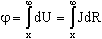 φ = ∫ₓ^∞ dU = ∫ₓ^∞ JdR